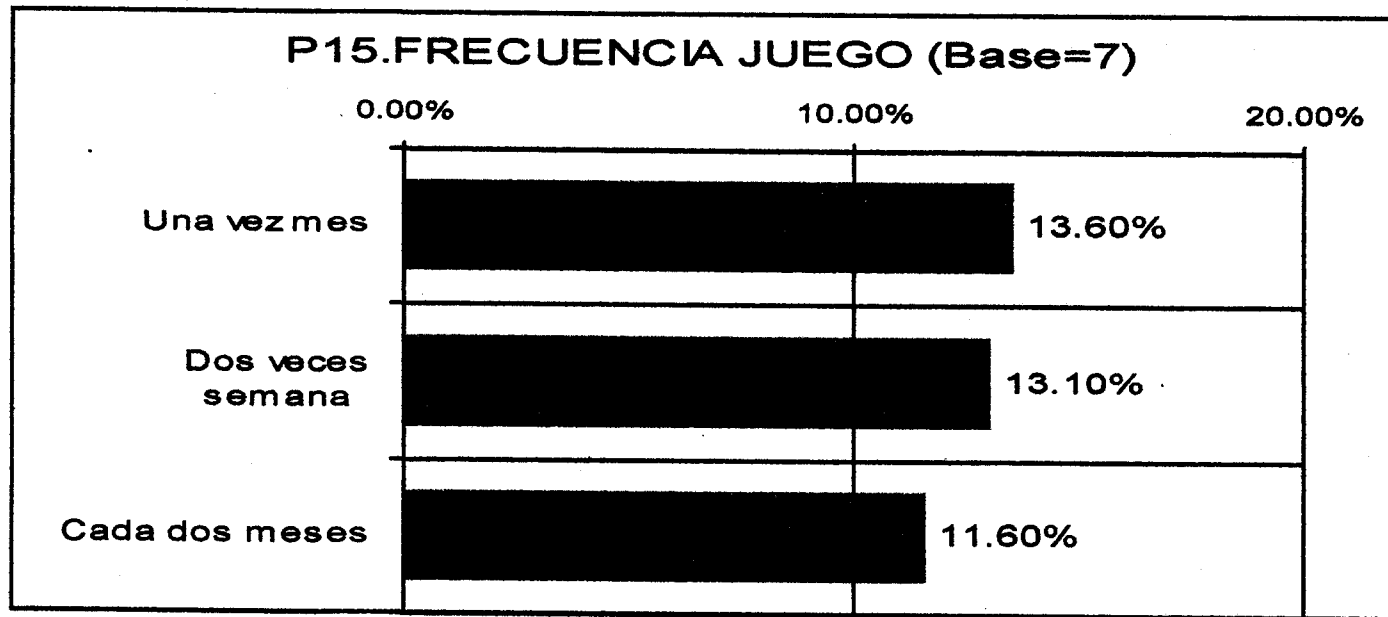 P15.FRECUENCIA JUEGO (Base=7)
0.00% 10.00% 20.00%
Una vez mes 13.60%
Dos veces
semana 13.10%
Cada dos meses 11.60%